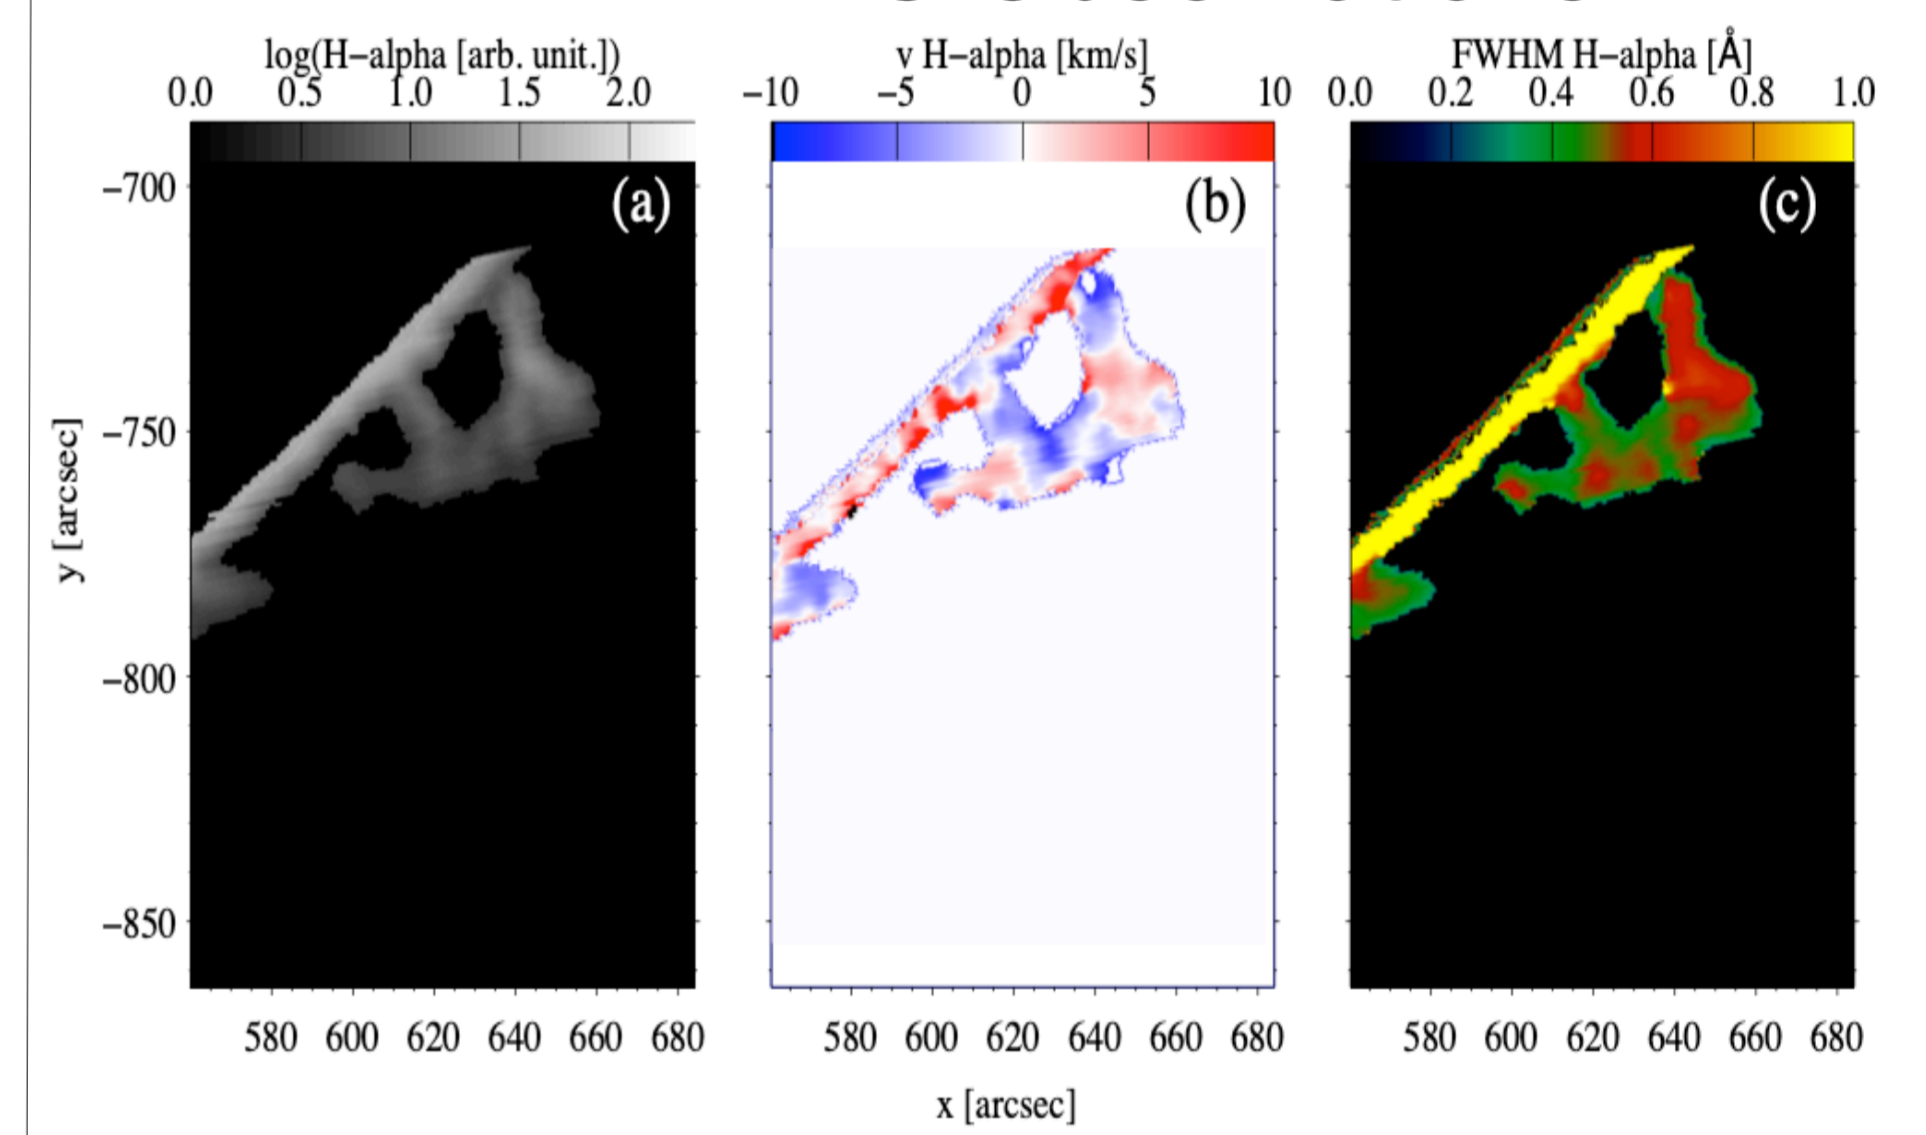 log(H−alpha [arb. unit.])
0.0 0.5 1.0 1.5 2.0
v H−alpha [km/s]
−10 −5 0 5 10
FWHM H−alpha [Å]
0.0 0.2 0.4 0.6 0.8 1.0
(a)
(b)
(c)
y [arcsec]
−700
−750
−800
−850
580 600 620 640 660 680
580 600 620 640 660 680
580 600 620 640 660 680
x [arcsec]